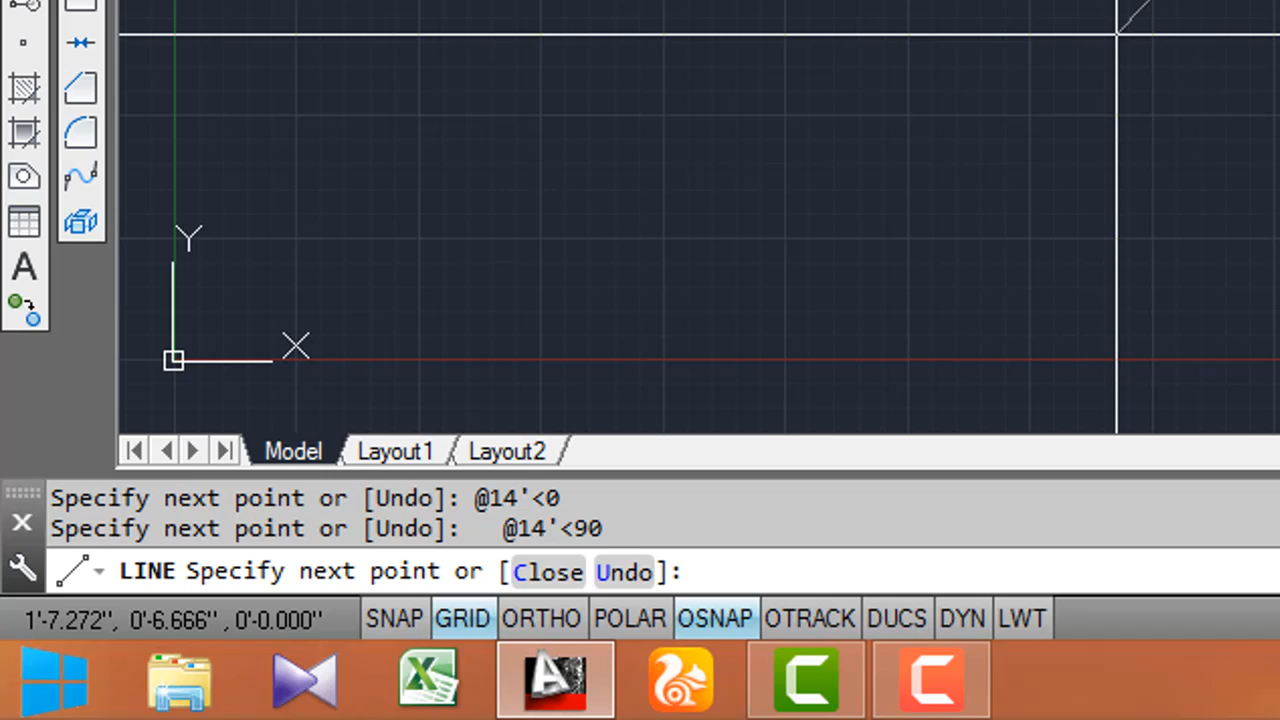 A
Y
X
Model Layout1 Layout2
Specify next point or [Undo]: @14'<0
Specify next point or [Undo]:   @14'<90
LINE Specify next point or [Close Undo]:
1'-7.272", 0'-6.666" , 0'-0.000" SNAP GRID ORTHO POLAR OSNAP OTRACK DUCS DYN LWT